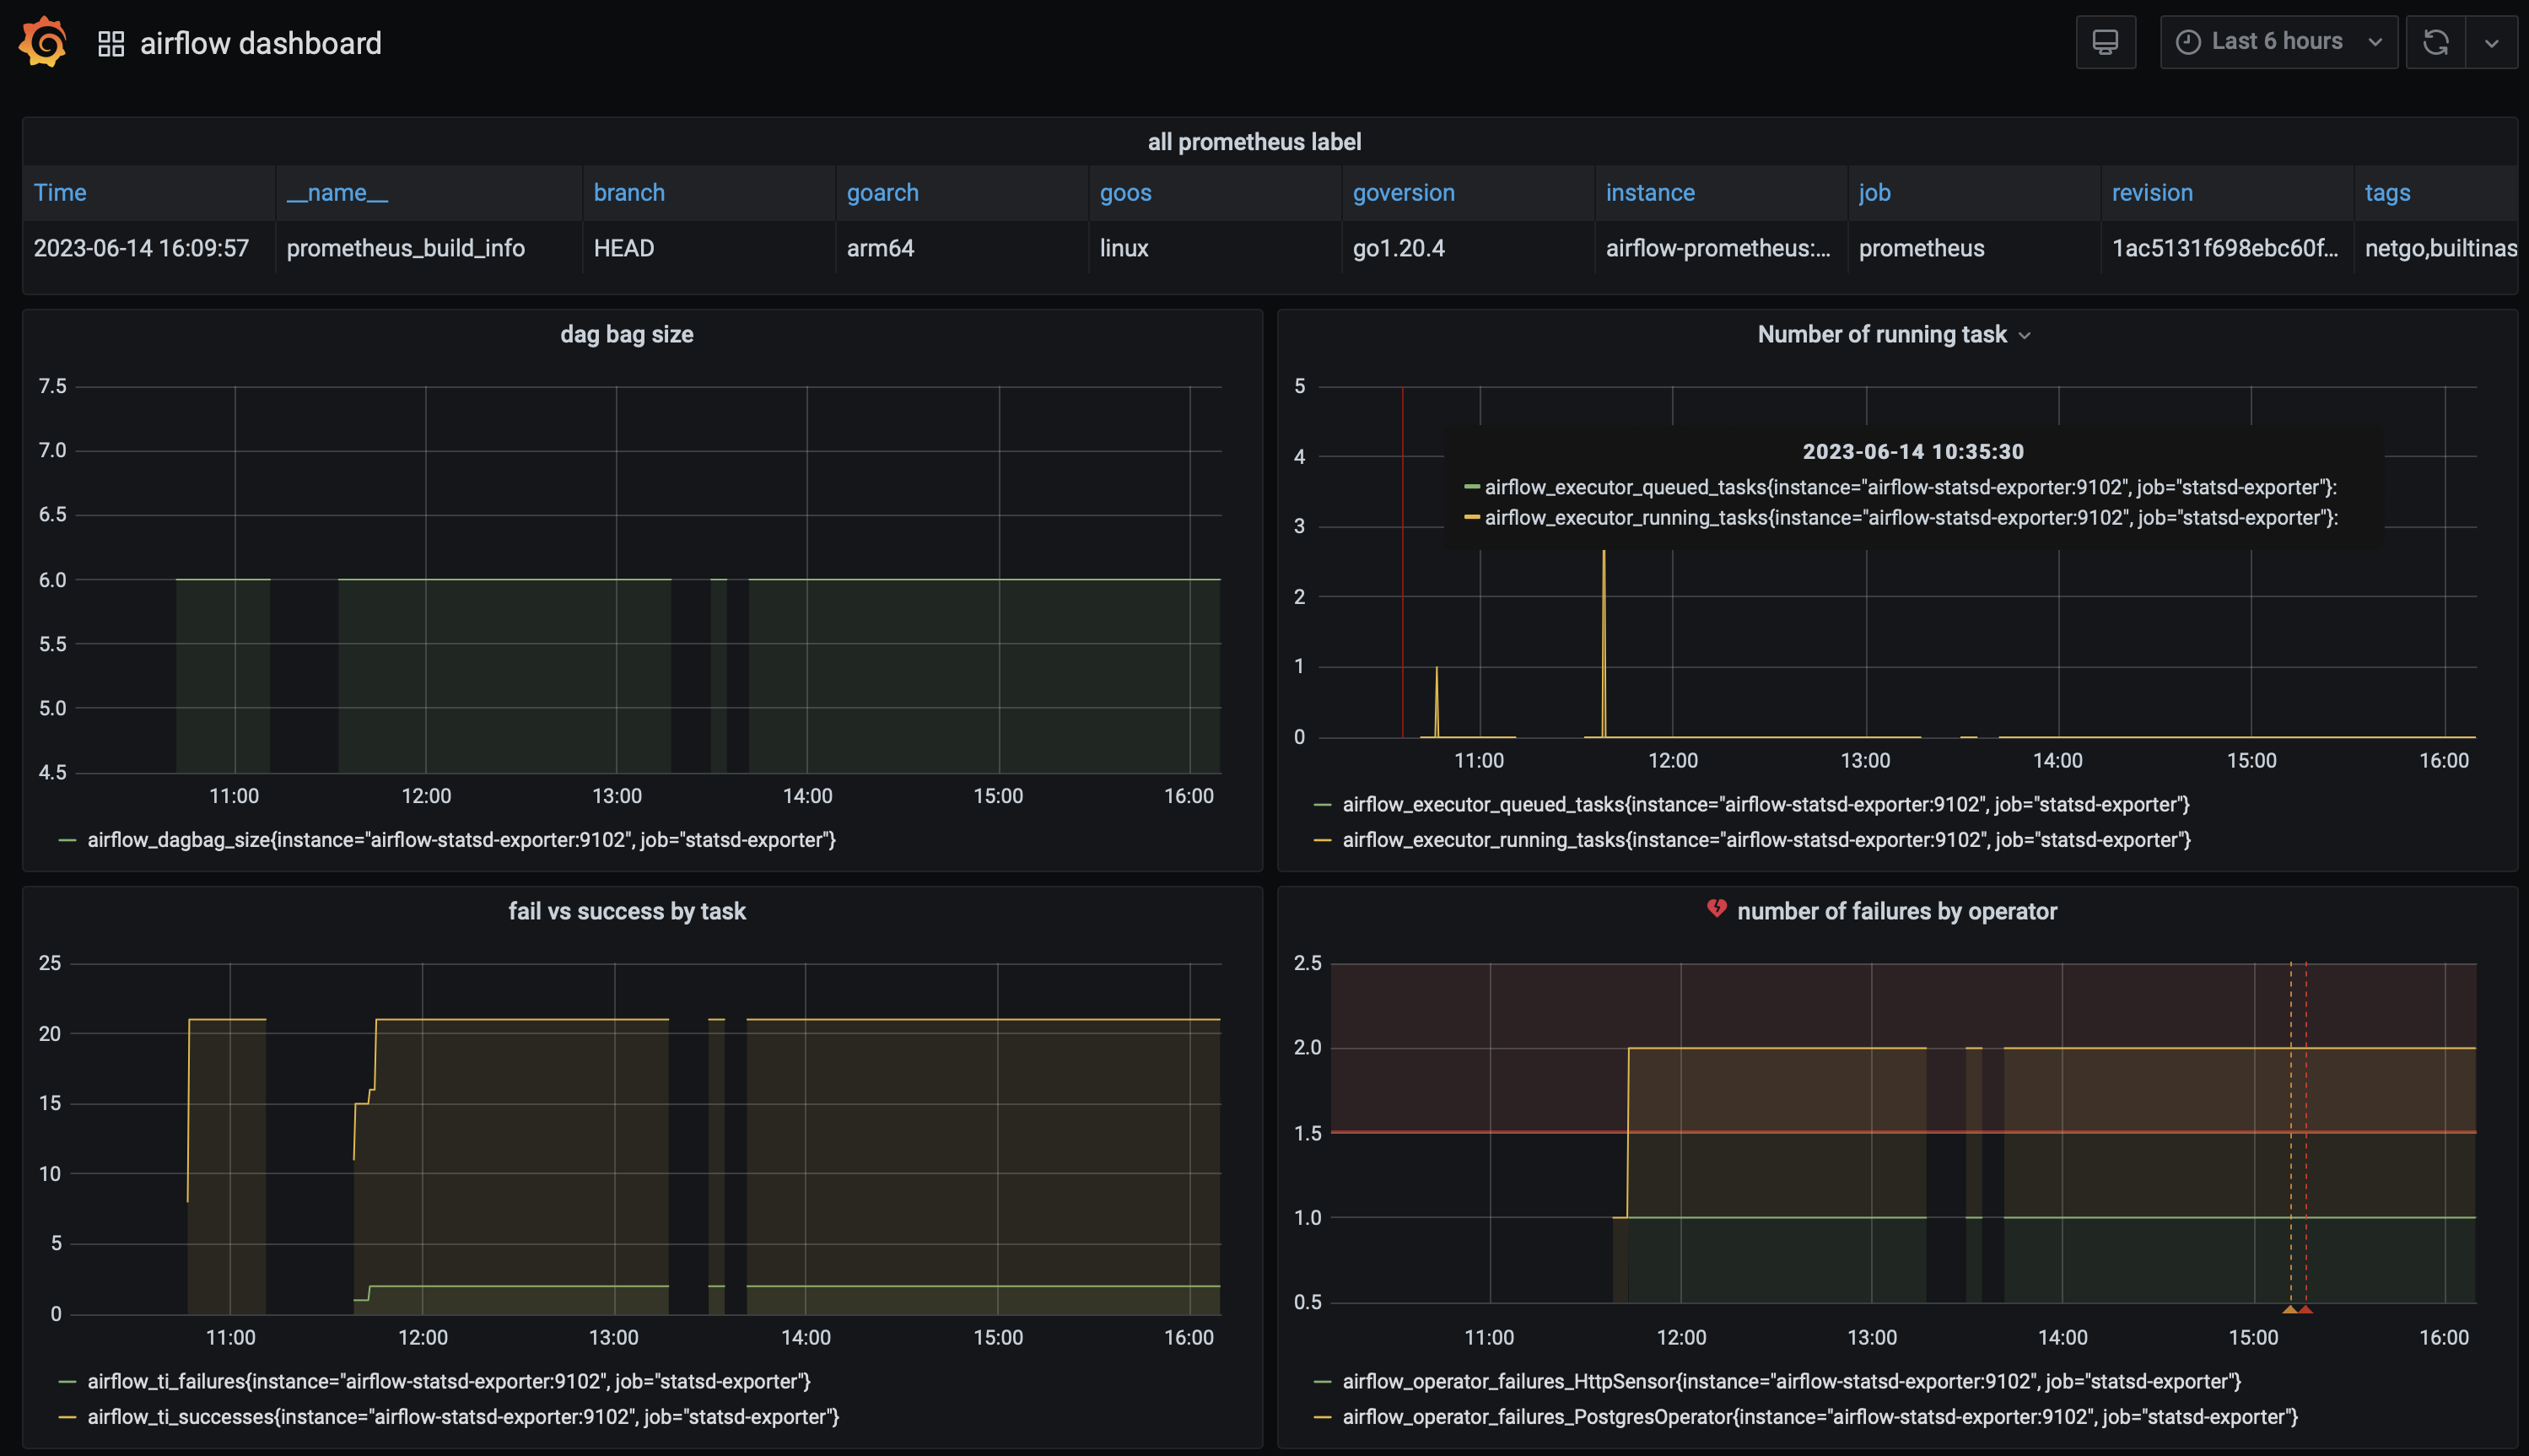 airflow dashboard
Last 6 hours
all prometheus label
Time __name__ branch goarch goos goversion instance job revision tags
2023-06-14 16:09:57 prometheus_build_info HEAD arm64 linux go1.20.4 airflow-prometheus:... prometheus 1ac5131f698ebc60f... netgo,builtinas
dag bag size
7.5
7.0
6.5
6.0
5.5
5.0
4.5
11:00 12:00 13:00 14:00 15:00 16:00
airflow_dagbag_size{instance="airflow-statsd-exporter:9102", job="statsd-exporter"}
Number of running task
5
4
3
2
1
0
2023-06-14 10:35:30
airflow_executor_queued_tasks{instance="airflow-statsd-exporter:9102", job="statsd-exporter"}:
airflow_executor_running_tasks{instance="airflow-statsd-exporter:9102", job="statsd-exporter"}:
11:00 12:00 13:00 14:00 15:00 16:00
airflow_executor_queued_tasks{instance="airflow-statsd-exporter:9102", job="statsd-exporter"}
airflow_executor_running_tasks{instance="airflow-statsd-exporter:9102", job="statsd-exporter"}
fail vs success by task
25
20
15
10
5
0
11:00 12:00 13:00 14:00 15:00 16:00
airflow_ti_failures{instance="airflow-statsd-exporter:9102", job="statsd-exporter"}
airflow_ti_successes{instance="airflow-statsd-exporter:9102", job="statsd-exporter"}
number of failures by operator
2.5
2.0
1.5
1.0
0.5
11:00 12:00 13:00 14:00 15:00 16:00
airflow_operator_failures_HttpSensor{instance="airflow-statsd-exporter:9102", job="statsd-exporter"}
airflow_operator_failures_PostgresOperator{instance="airflow-statsd-exporter:9102", job="statsd-exporter"}